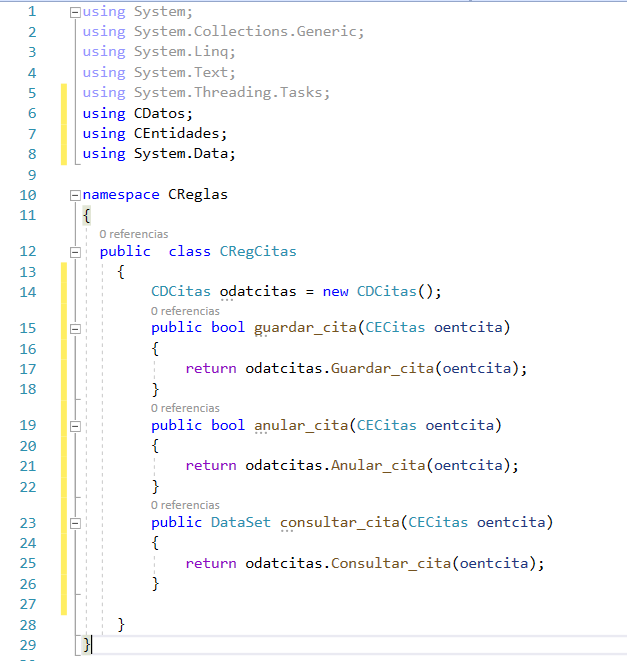 1 using System;
2 using System.Collections.Generic;
3 using System.Linq;
4 using System.Text;
5 using System.Threading.Tasks;
6 using CDatos;
7 using CEntidades;
8 using System.Data;
9
10 namespace CReglas
11 {
0 referencias
12 public  class CRegCitas
13 {
14 CDCitas odatcitas = new CDCitas();
0 referencias
15 public bool guardar_cita(CECitas oentcita)
16 {
17 return odatcitas.Guardar_cita(oentcita);
18 }
0 referencias
19 public bool anular_cita(CECitas oentcita)
20 {
21 return odatcitas.Anular_cita(oentcita);
22 }
0 referencias
23 public DataSet consultar_cita(CECitas oentcita)
24 {
25 return odatcitas.Consultar_cita(oentcita);
26 }
27
28 }
29 }